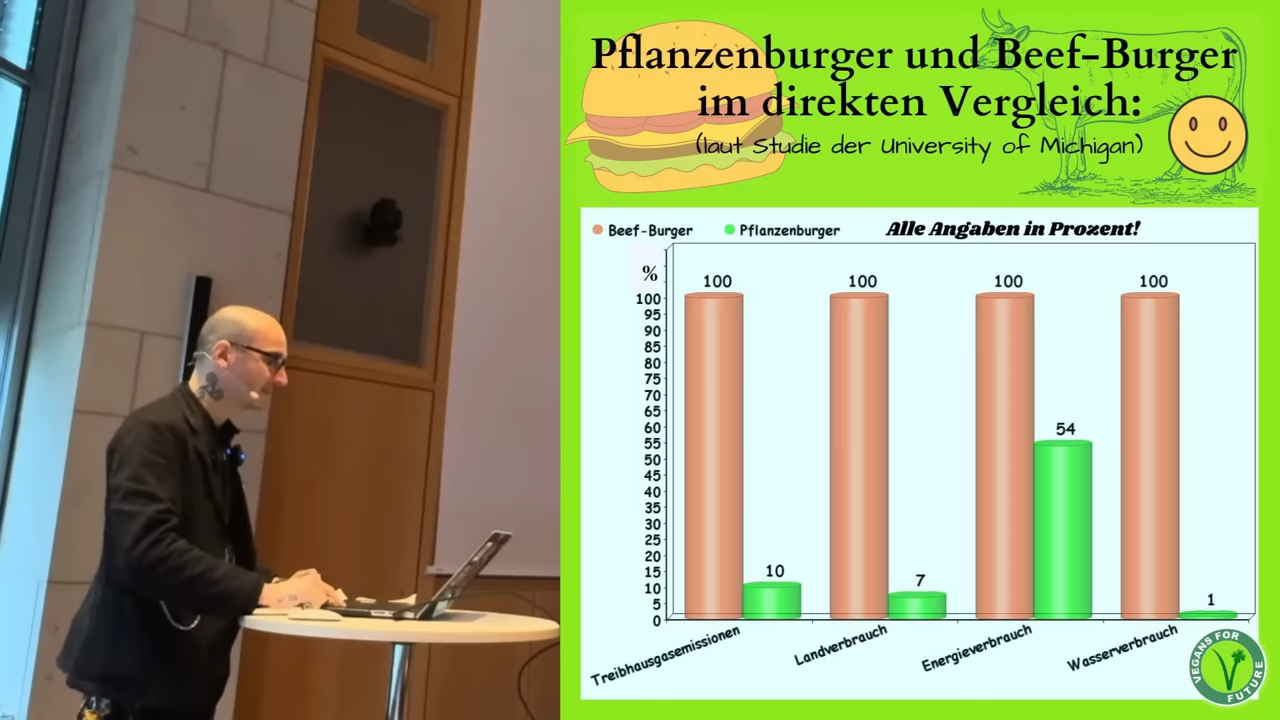 Pflanzenburger und Beef-Burger
im direkten Vergleich:
(laut Studie der University of Michigan)
Beef-Burger
Pflanzenburger
Alle Angaben in Prozent!
%
100
95
90
85
80
75
70
65
60
55
50
45
40
35
30
25
20
15
10
5
0
100
10
100
7
100
54
100
1
Treibhausgasemissionen
Landverbrauch
Energieverbrauch
Wasserverbrauch
VEGANS FOR
FUTURE